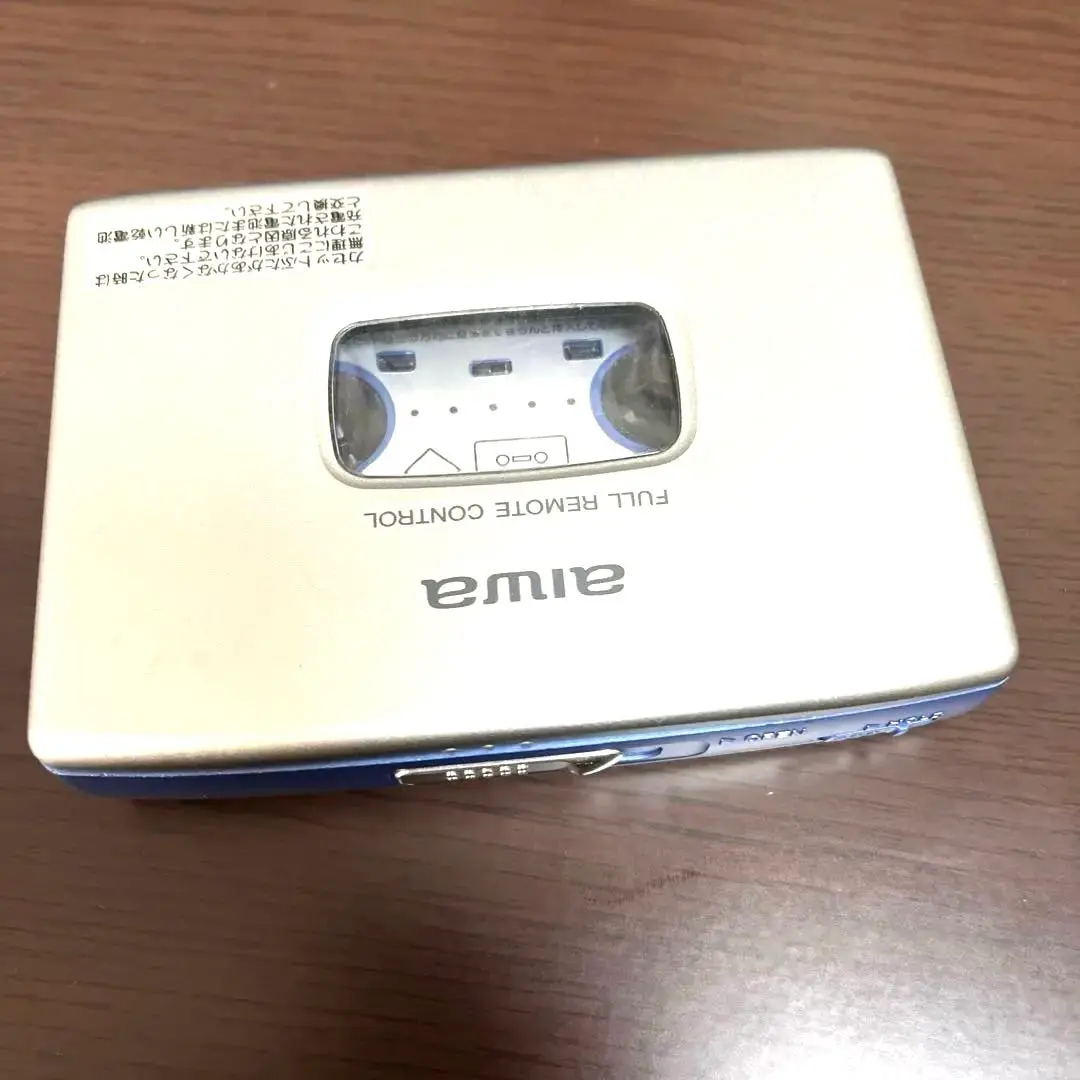 カセットぶたがあかなくなった時は
無理にこじあけないで下さい。
こわれる原因となります。
充電された電池または新しい乾電池
と交換して下さい。
FULL REMOTE CONTROL
aiwa
HOLD